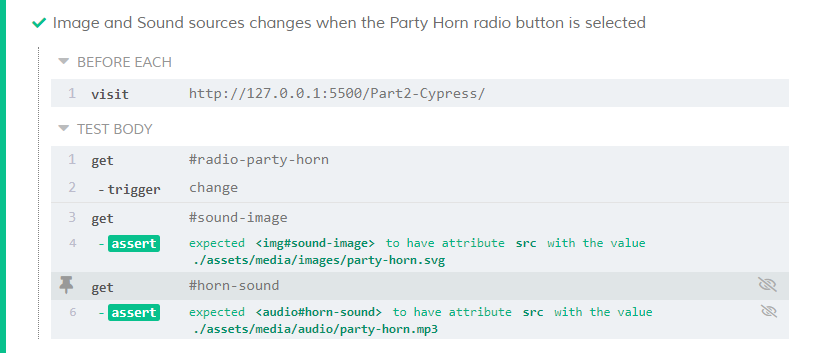 Image and Sound sources changes when the Party Horn radio button is selected
BEFORE EACH
1 visit http://127.0.0.1:5500/Part2-Cypress/
TEST BODY
1 get #radio-party-horn
2 -trigger change
3 get #sound-image
4 -assert expected <img#sound-image> to have attribute src with the value
./assets/media/images/party-horn.svg
get #horn-sound
6 -assert expected <audio#horn-sound> to have attribute src with the value
./assets/media/audio/party-horn.mp3